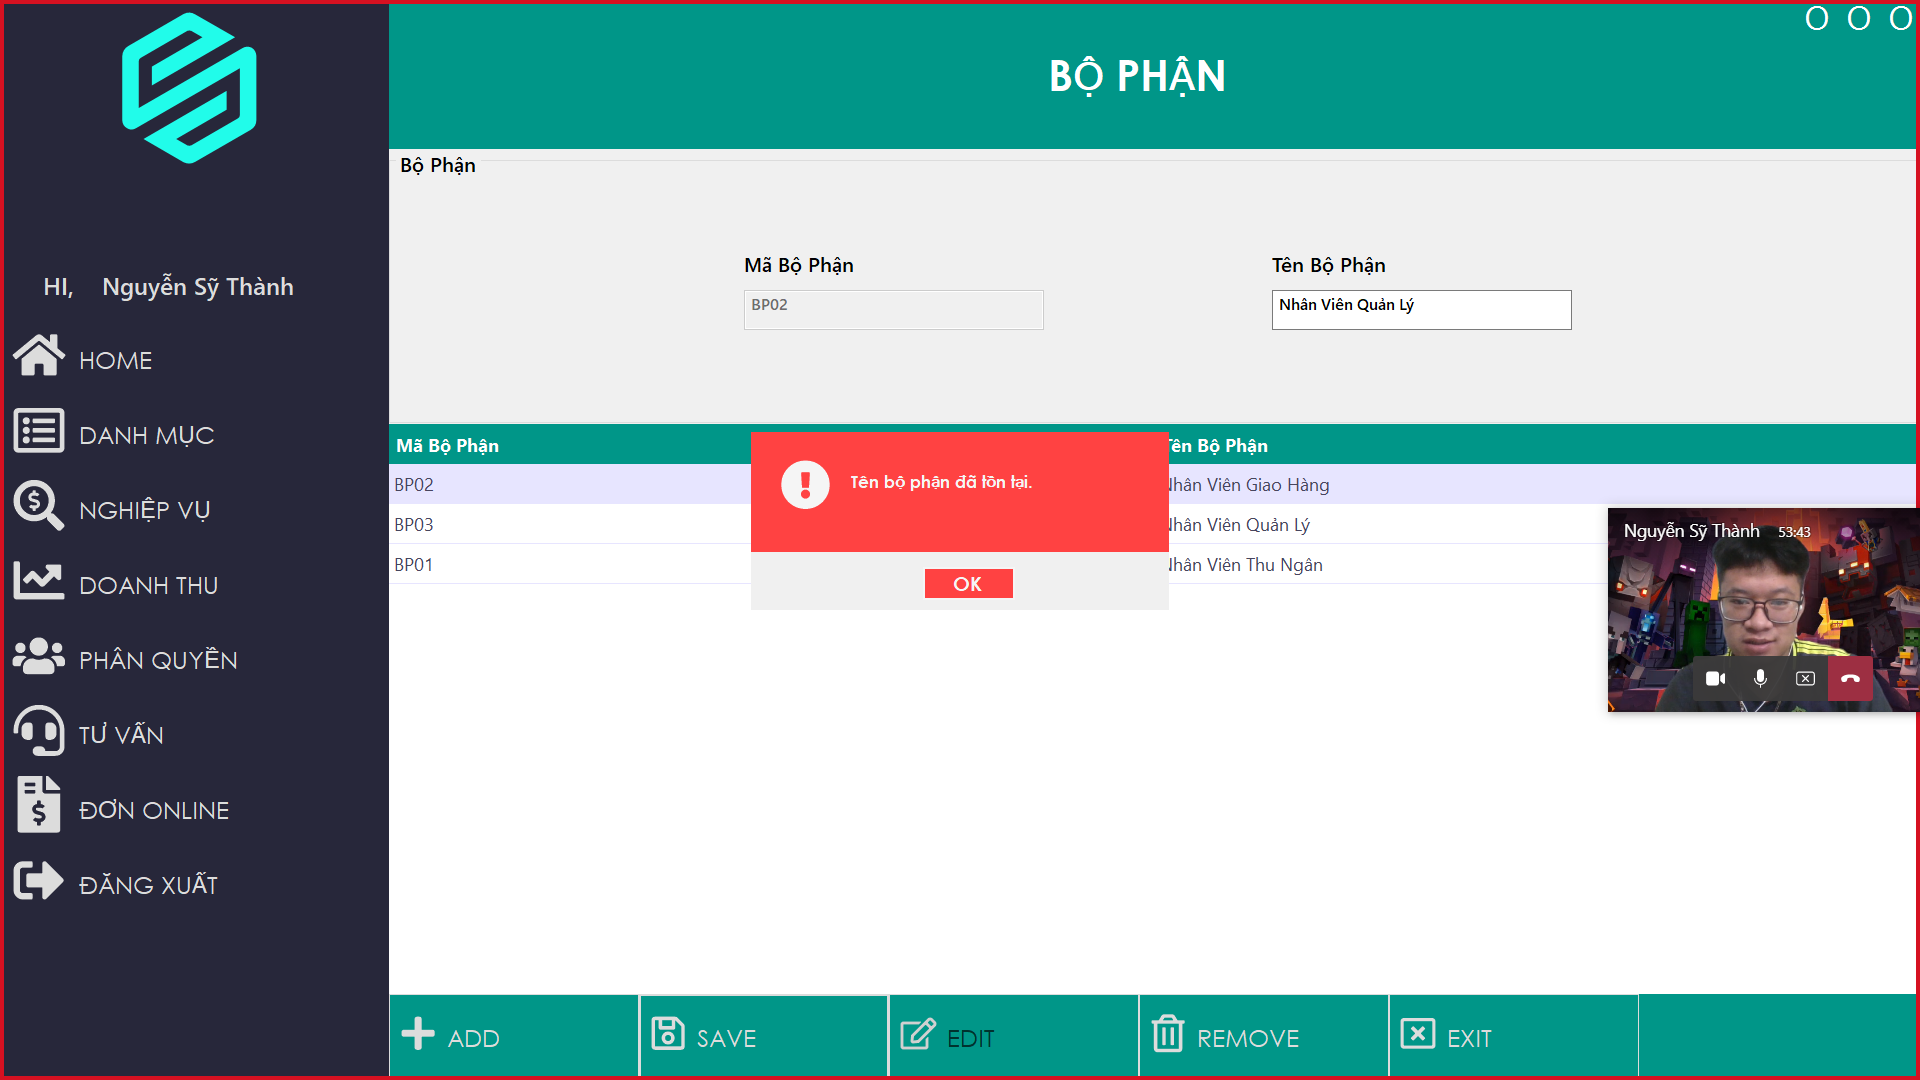 O O O
BỘ PHẬN
HI, Nguyễn Sỹ Thành
HOME
DANH MỤC
NGHIỆP VỤ
DOANH THU
PHÂN QUYỀN
TƯ VẤN
ĐƠN ONLINE
ĐĂNG XUẤT
Bộ Phận
Mã Bộ Phận
BP02
Tên Bộ Phận
Nhân Viên Quản Lý
Mã Bộ Phận Tên Bộ Phận
BP02 Nhân Viên Giao Hàng
BP03 Nhân Viên Quản Lý
BP01 Nhân Viên Thu Ngân
Tên bộ phận đã tồn tại.
OK
Nguyễn Sỹ Thành 53:43
ADD
SAVE
EDIT
REMOVE
EXIT